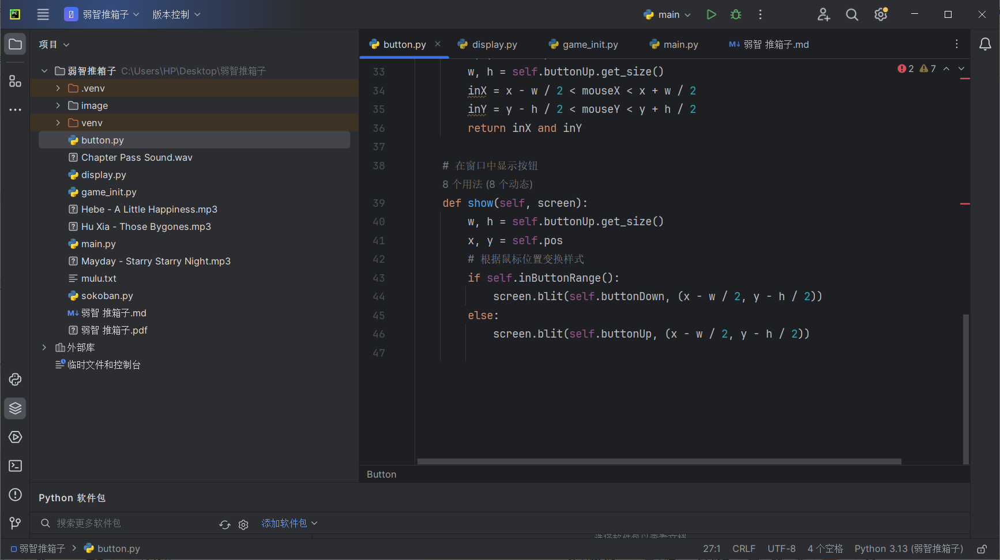 弱智推箱子
版本控制
main
项目
button.py
display.py
game_init.py
main.py
弱智 推箱子.md
弱智推箱子 C:\Users\HP\Desktop\弱智推箱子
.venv
image
venv
button.py
Chapter Pass Sound.wav
display.py
game_init.py
Hebe - A Little Happiness.mp3
Hu Xia - Those Bygones.mp3
main.py
Mayday - Starry Starry Night.mp3
mulu.txt
sokoban.py
弱智 推箱子.md
弱智 推箱子.pdf
外部库
临时文件和控制台
2 7
33 w, h = self.buttonUp.get_size()
34 inX = x - w / 2 < mouseX < x + w / 2
35 inY = y - h / 2 < mouseY < y + h / 2
36 return inX and inY
37
38 # 在窗口中显示按钮
8 个用法 (8 个动态)
39 def show(self, screen):
40 w, h = self.buttonUp.get_size()
41 x, y = self.pos
42 # 根据鼠标位置变换样式
43 if self.inButtonRange():
44 screen.blit(self.buttonDown, (x - w / 2, y - h / 2))
45 else:
46 screen.blit(self.buttonUp, (x - w / 2, y - h / 2))
47
Button
Python 软件包
搜索更多软件包
添加软件包
选择软件包以查看文档
弱智推箱子 > button.py
27:1 CRLF UTF-8 4 个空格 Python 3.13 (弱智推箱子)